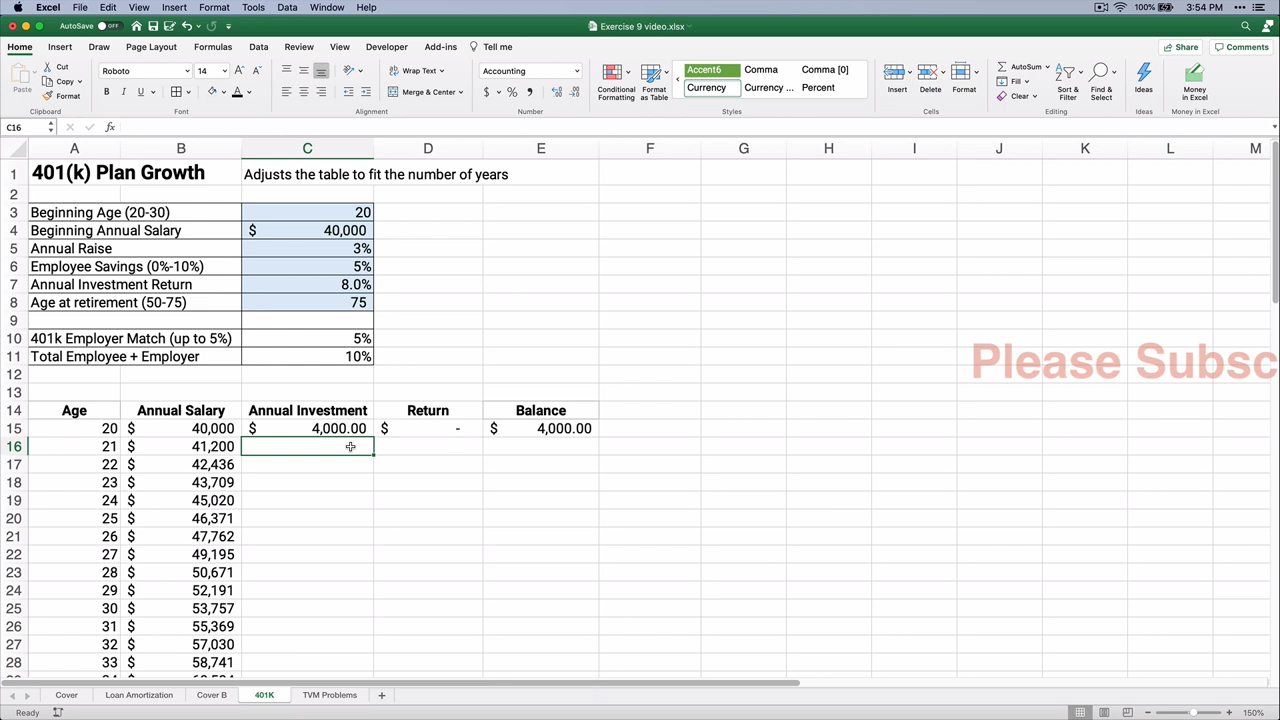 Excel File Edit View Insert Format Tools Data Window Help 100% 3:54 PM
AutoSave OFF Exercise 9 video.xlsx
Home Insert Draw Page Layout Formulas Data Review View Developer Add-ins Tell me Share Comments
Paste Cut Copy Format Clipboard
Roboto 14 B I U A Font
Wrap Merge & Center Alignment
Accounting $ % Number
Conditional Formatting Format as Table
Accent6 Comma Comma [0]
Currency Currency ... Percent
Styles
Insert Delete Format Cells
AutoSum Fill Clear Sort & Filter Find & Select Editing
Ideas Ideas
Money in Excel Money in Excel
C16 fx
A B C D E F G H I J K L M
1 401(k) Plan Growth Adjusts the table to fit the number of years
2
3 Beginning Age (20-30) 20
4 Beginning Annual Salary $ 40,000
5 Annual Raise 3%
6 Employee Savings (0%-10%) 5%
7 Annual Investment Return 8.0%
8 Age at retirement (50-75) 75
9
10 401k Employer Match (up to 5%) 5%
11 Total Employee + Employer 10%
Please Subsc
12
13
14 Age Annual Salary Annual Investment Return Balance
15 20 $ 40,000 $ 4,000.00 $ - $ 4,000.00
16 21 $ 41,200
17 22 $ 42,436
18 23 $ 43,709
19 24 $ 45,020
20 25 $ 46,371
21 26 $ 47,762
22 27 $ 49,195
23 28 $ 50,671
24 29 $ 52,191
25 30 $ 53,757
26 31 $ 55,369
27 32 $ 57,030
28 33 $ 58,741
Cover Loan Amortization Cover B 401K TVM Problems
Ready 150%